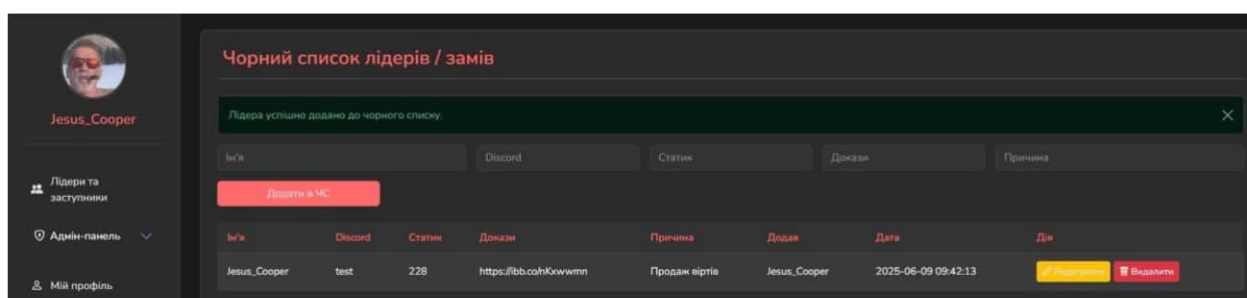 Чорний список лідерів / замів
Jesus_Cooper
Лідера успішно додано до чорного списку.
Ім'я Discord Статик Докази Причина
Додати в ЧС
Лідери та
заступники
Адмін-панель
Мій профіль
Ім'я Discord Статик Докази Причина Додав Дата Дія
Jesus_Cooper test 228 https://ibb.co/nKxwwmn Продаж віртів Jesus_Cooper 2025-06-09 09:42:13 Редагувати Видалити